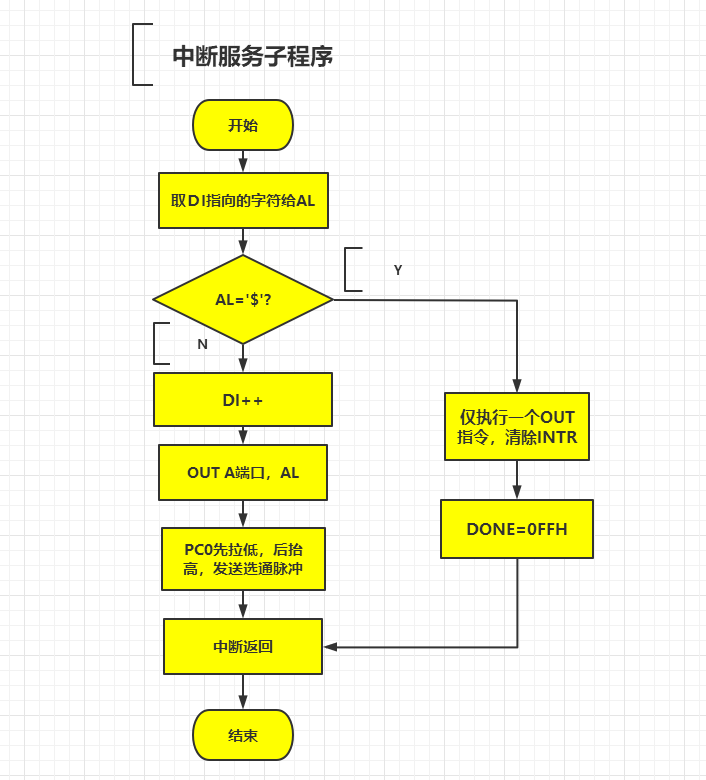 中断服务子程序
开始
取DI指向的字符给AL
AL='$'?
Y
N
DI++
仅执行一个OUT
指令，清除INTR
OUT A端口，AL
DONE=0FFH
PC0先拉低，后抬
高，发送选通脉冲
中断返回
结束